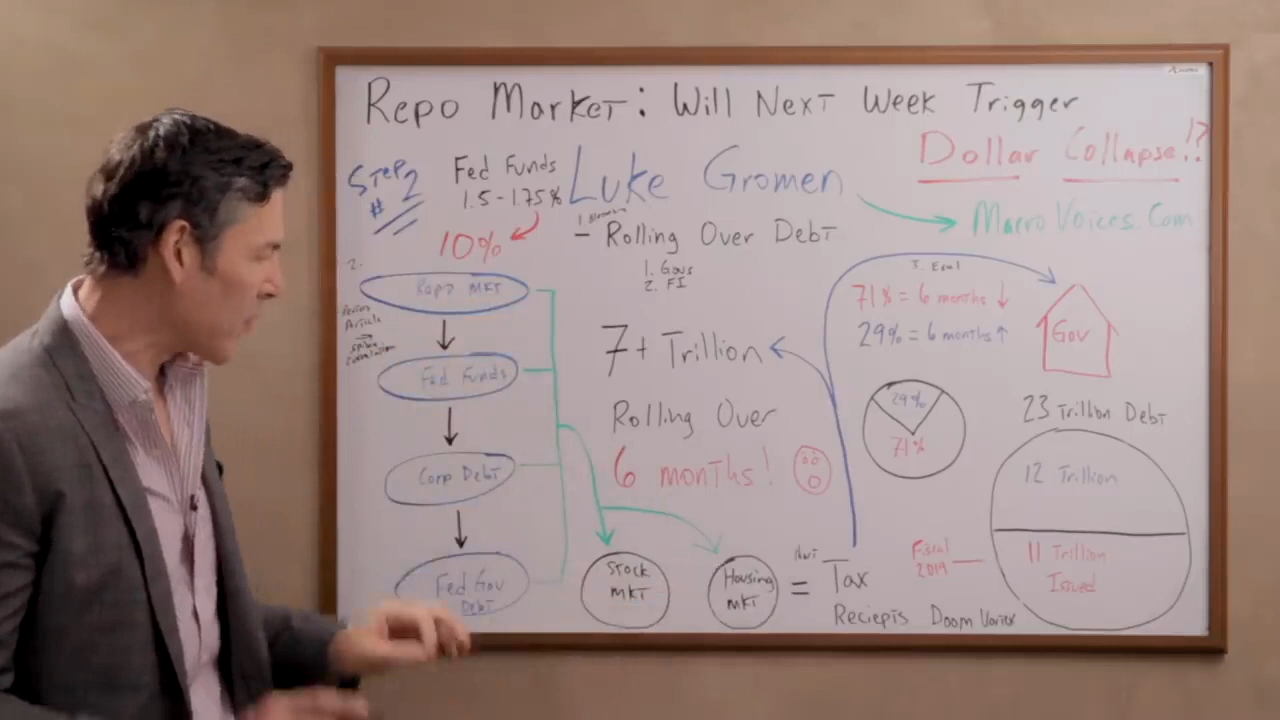 Repo Market: Will Next Week Trigger
Dollar Collapse!?
Step
# 2
Fed Funds
1.5 - 1.75%
10%
Luke Gromen
MacroVoices.Com
- Rolling Over Debt
1. Govs
2. FI
7+ Trillion
Rolling Over
6 months!
2.
Article
Repo MKT
Fed Funds
Corp Debt
Fed Gov
Debt
Stock
MKT
Housing
MKT
=
Tax
Reciepts Doom Vortex
71% = 6 months ↓
29% = 6 months ↑
29%
71%
Gov
23 Trillion Debt
12 Trillion
Fiscal
2019
11 Trillion
Issued